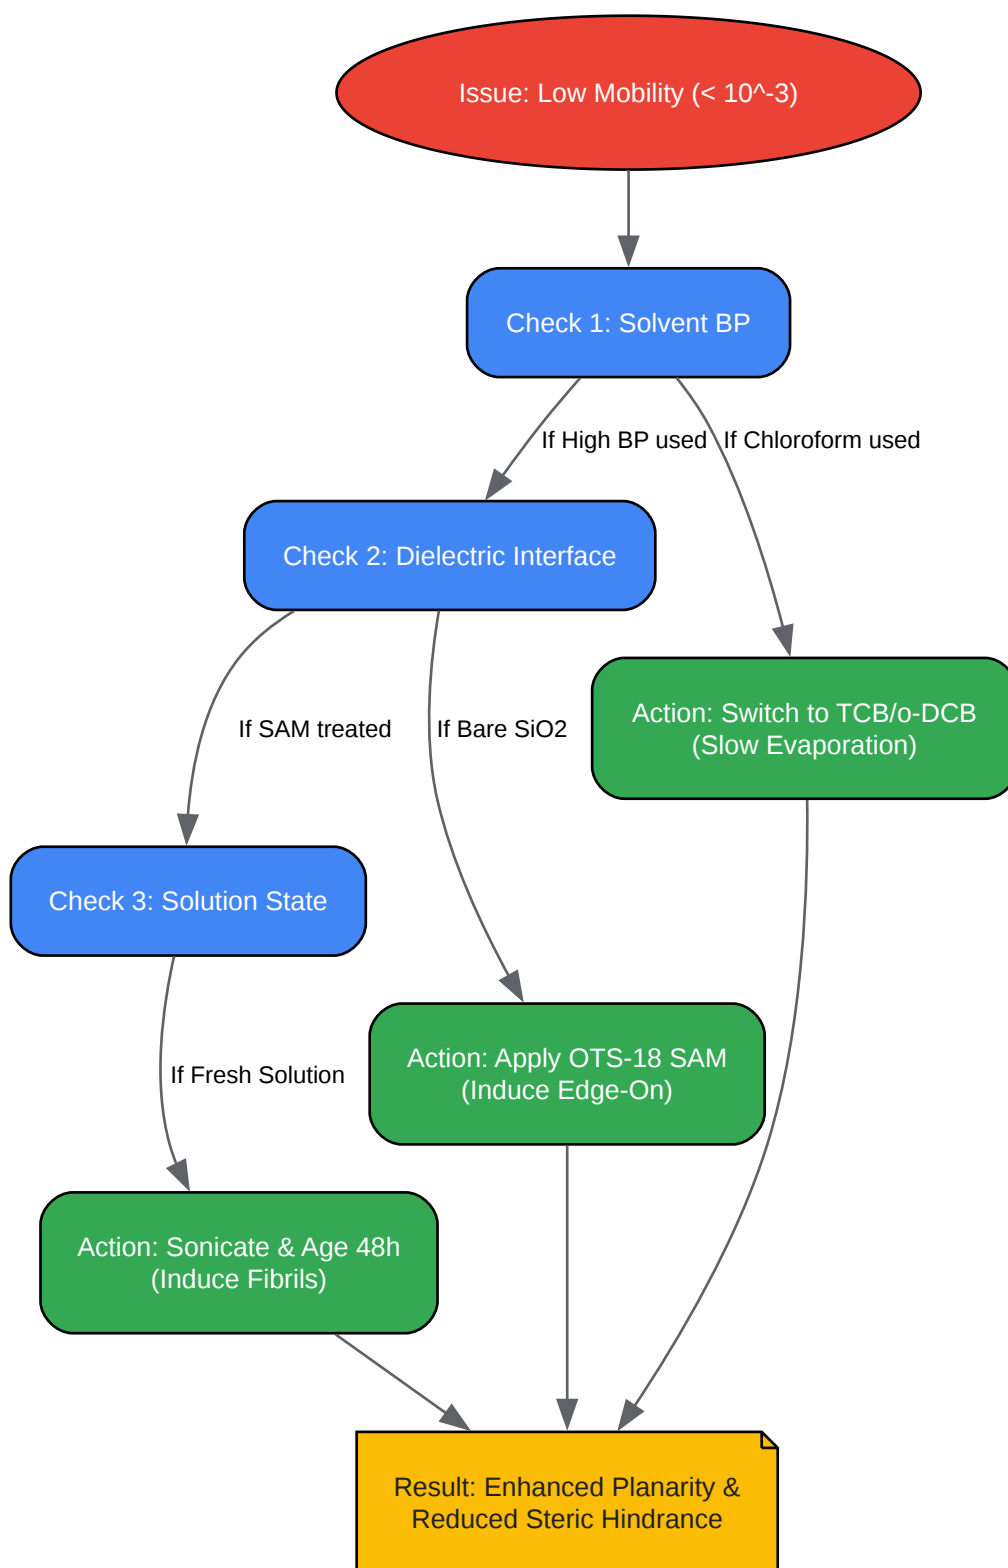 Issue: Low Mobility (< 10^-3)
Check 1: Solvent BP
If High BP used
If Chloroform used
Check 2: Dielectric Interface
Action: Switch to TCB/o-DCB
(Slow Evaporation)
If SAM treated
If Bare SiO2
Check 3: Solution State
Action: Apply OTS-18 SAM
(Induce Edge-On)
If Fresh Solution
Action: Sonicate & Age 48h
(Induce Fibrils)
Result: Enhanced Planarity &
Reduced Steric Hindrance